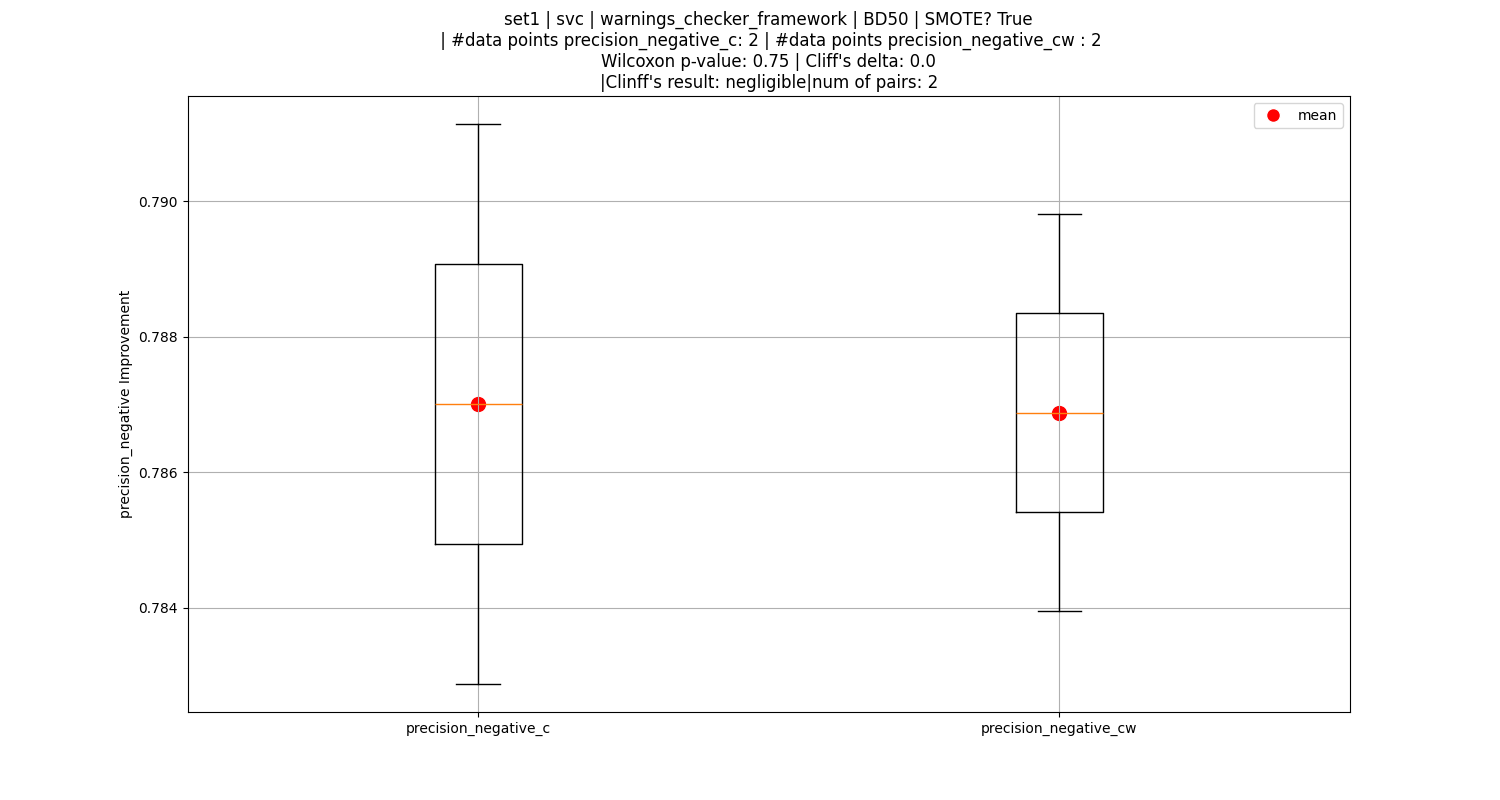 set1 | svc | warnings_checker_framework | BD50 | SMOTE? True
| #data points precision_negative_c: 2 | #data points precision_negative_cw : 2
Wilcoxon p-value: 0.75 | Cliff's delta: 0.0
|Clinff's result: negligible|num of pairs: 2
mean
0.790
0.788
0.786
0.784
precision_negative Improvement
precision_negative_c
precision_negative_cw